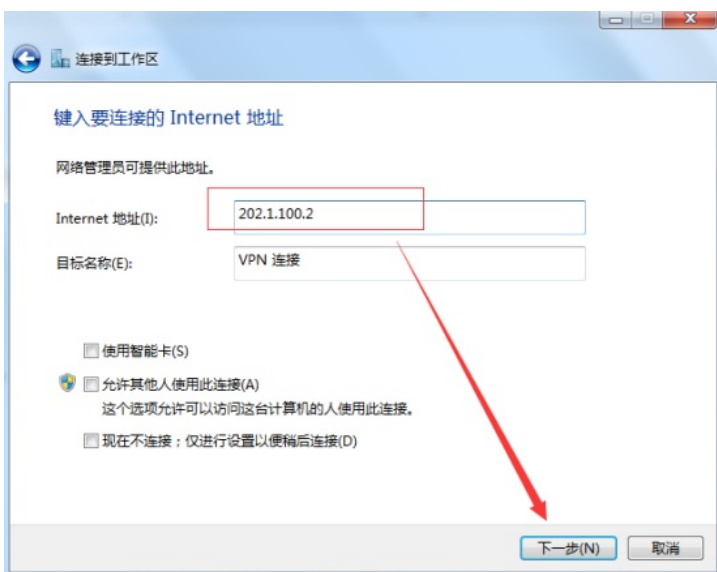 连接到工作区
键入要连接的 Internet 地址
网络管理员可提供此地址。
Internet 地址(I):
202.1.100.2
目标名称(E):
VPN 连接
使用智能卡(S)
允许其他人使用此连接(A)
这个选项允许可以访问这台计算机的人使用此连接。
现在不连接；仅进行设置以便稍后连接(D)
下一步(N)
取消